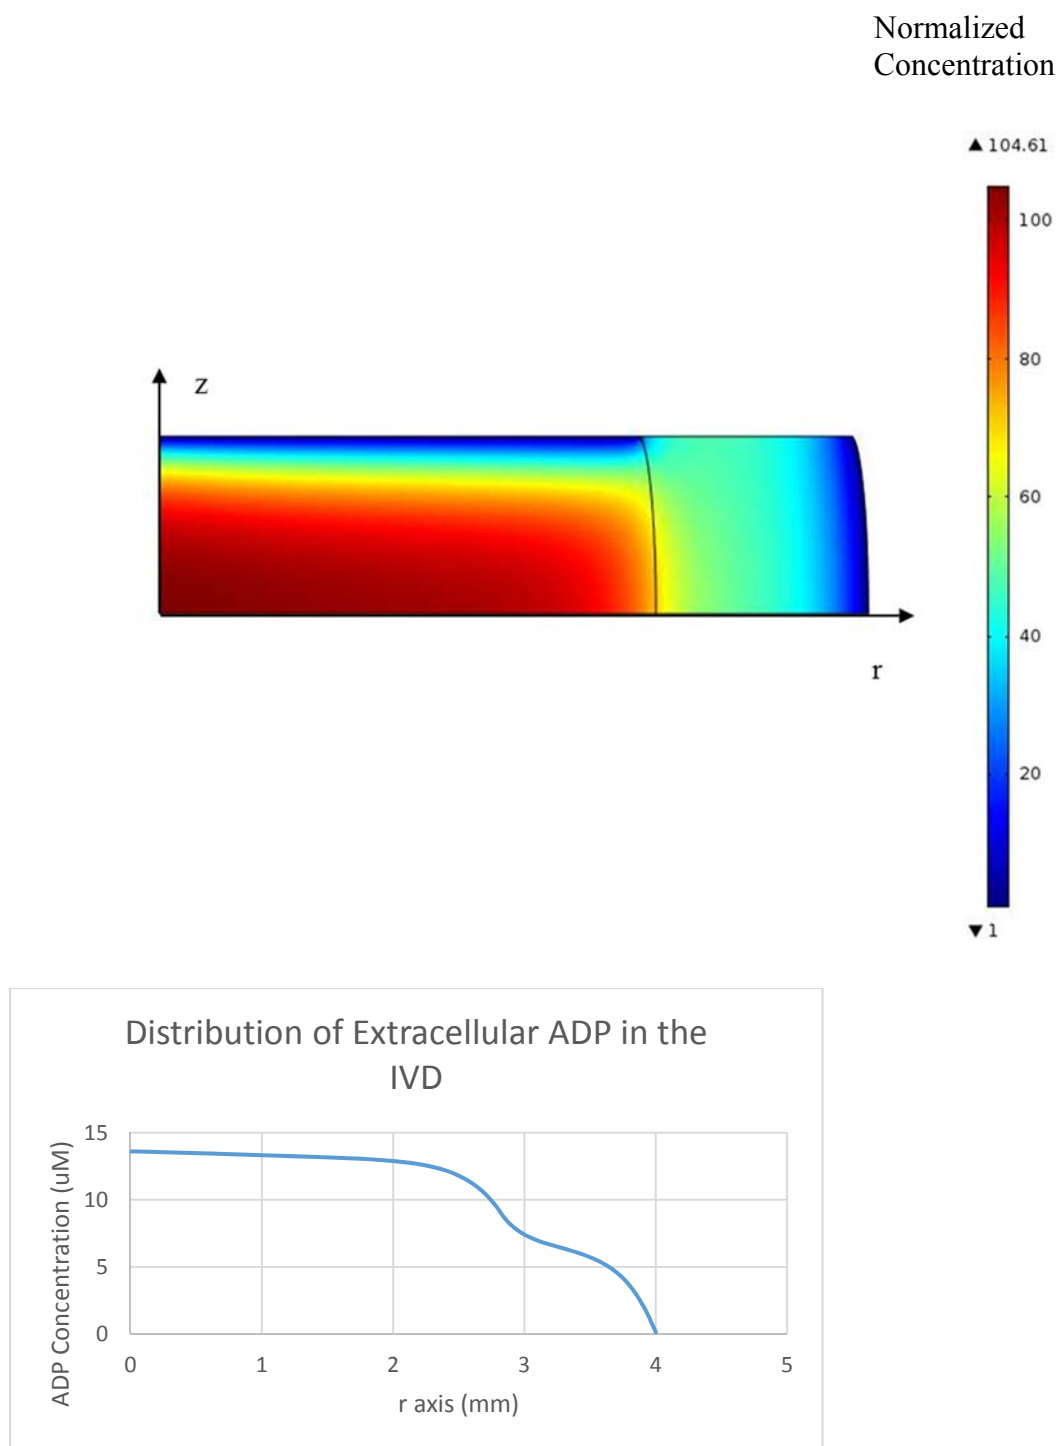 Normalized
Concentration
▲ 104.61
100
80
60
40
20
▼ 1
z
r
Distribution of Extracellular ADP in the
IVD
ADP Concentration (uM)
15
10
5
0
0 1 2 3 4 5
r axis (mm)